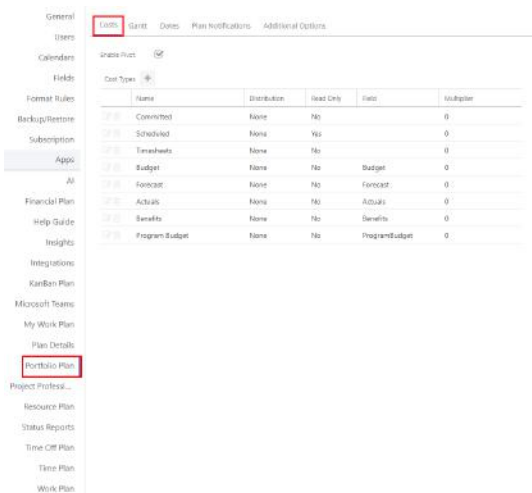 General
Users
Calendars
Fields
Format Rules
Backup/Restore
Subscription
Apps
AI
Financial Plan
Help Guide
Insights
Integrations
KanBan Plan
Microsoft Teams
My Work Plan
Plan Details
Portfolio Plan
Project Professi...
Resource Plan
Status Reports
Time Off Plan
Time Plan
Work Plan
Costs Gantt Dates Plan Notifications Additional Options
Enable Pivot
Cost Types +
Name Distribution Read Only Field Multiplier
Committed None No 0
Scheduled None Yes 0
Timesheets None No 0
Budget None No Budget 0
Forecast None No Forecast 0
Actuals None No Actuals 0
Benefits None No Benefits 0
Program Budget None No ProgramBudget 0